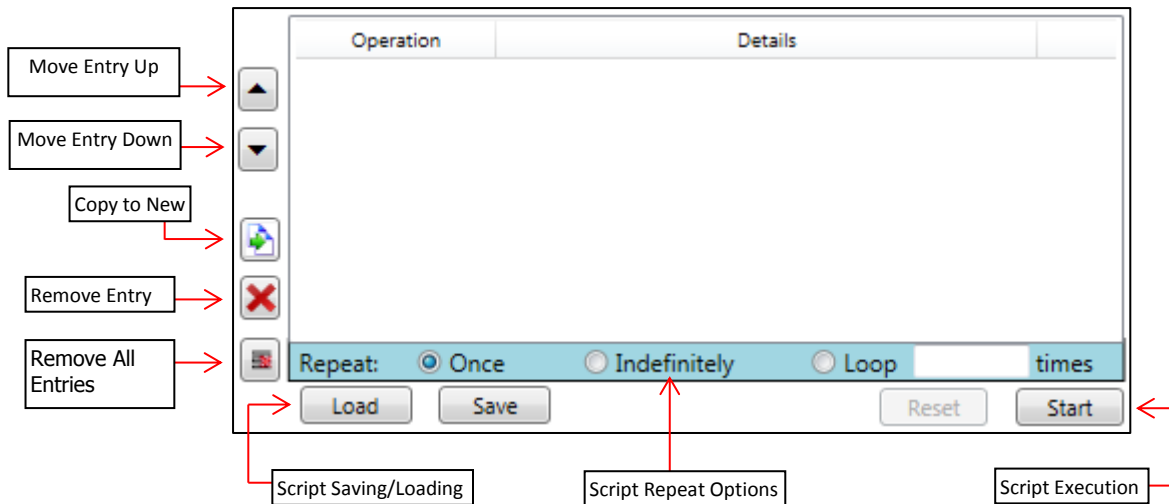 Operation Details
Move Entry Up
Move Entry Down
Copy to New
Remove Entry
Remove All
Entries
Repeat: Once Indefinitely Loop times
Load Save Reset Start
Script Saving/Loading Script Repeat Options Script Execution